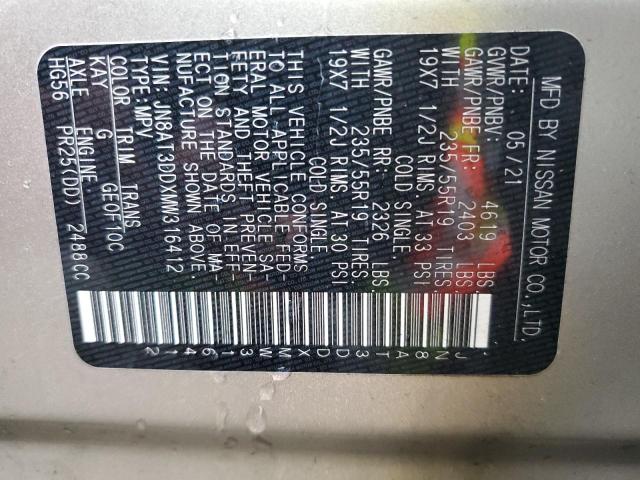 MFD BY NISSAN MOTOR CO.,LTD.
DATE: 05/21
GVWR/PNBV: 4619 LBS.
GAWR/PNBE FR: 2403 LBS.
WITH 235/55R19 TIRES.
19X7 1/2J RIMS AT 33 PSI
COLD SINGLE.
GAWR/PNBE RR: 2326 LBS.
WITH 235/55R19 TIRES.
19X7 1/2J RIMS AT 30 PSI
COLD SINGLE.
THIS VEHICLE CONFORMS
TO ALL APPLICABLE FED-
ERAL MOTOR VEHICLE SA-
FETY AND THEFT PREVEN-
TION STANDARDS IN EFF-
ECT ON THE DATE OF MA-
NUFACTURE SHOWN ABOVE.
VIN: JN8AT3DDXMW316412
TYPE: MPV
COLOR TRIM TRANS
KAY G GE0F10C
AXLE ENGINE
HG56 PR25(DD) 2488CC
JN8AT3DDXMW316412